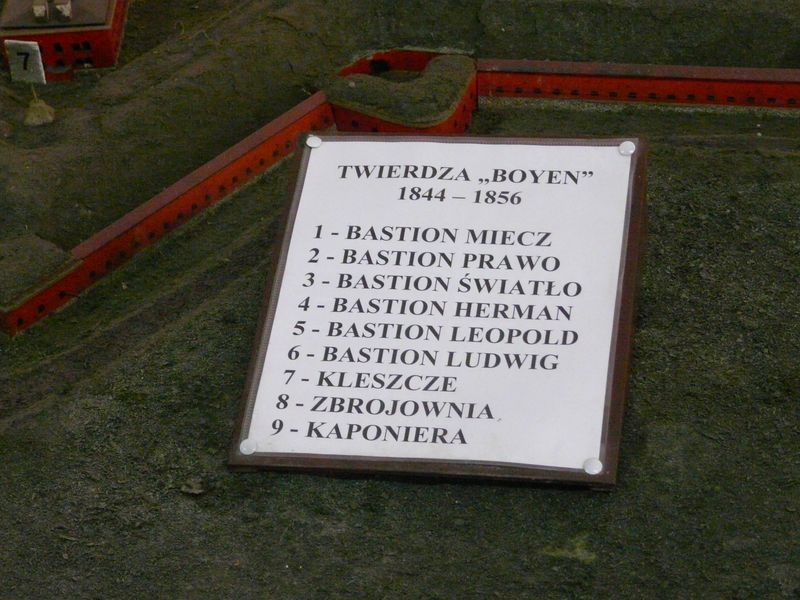 7
TWIERDZA „BOYEN”
1844 – 1856
1 - BASTION MIECZ
2 - BASTION PRAWO
3 - BASTION ŚWIATŁO
4 - BASTION HERMAN
5 - BASTION LEOPOLD
6 - BASTION LUDWIG
7 - KLESZCZE
8 - ZBROJOWNIA
9 - KAPONIERA